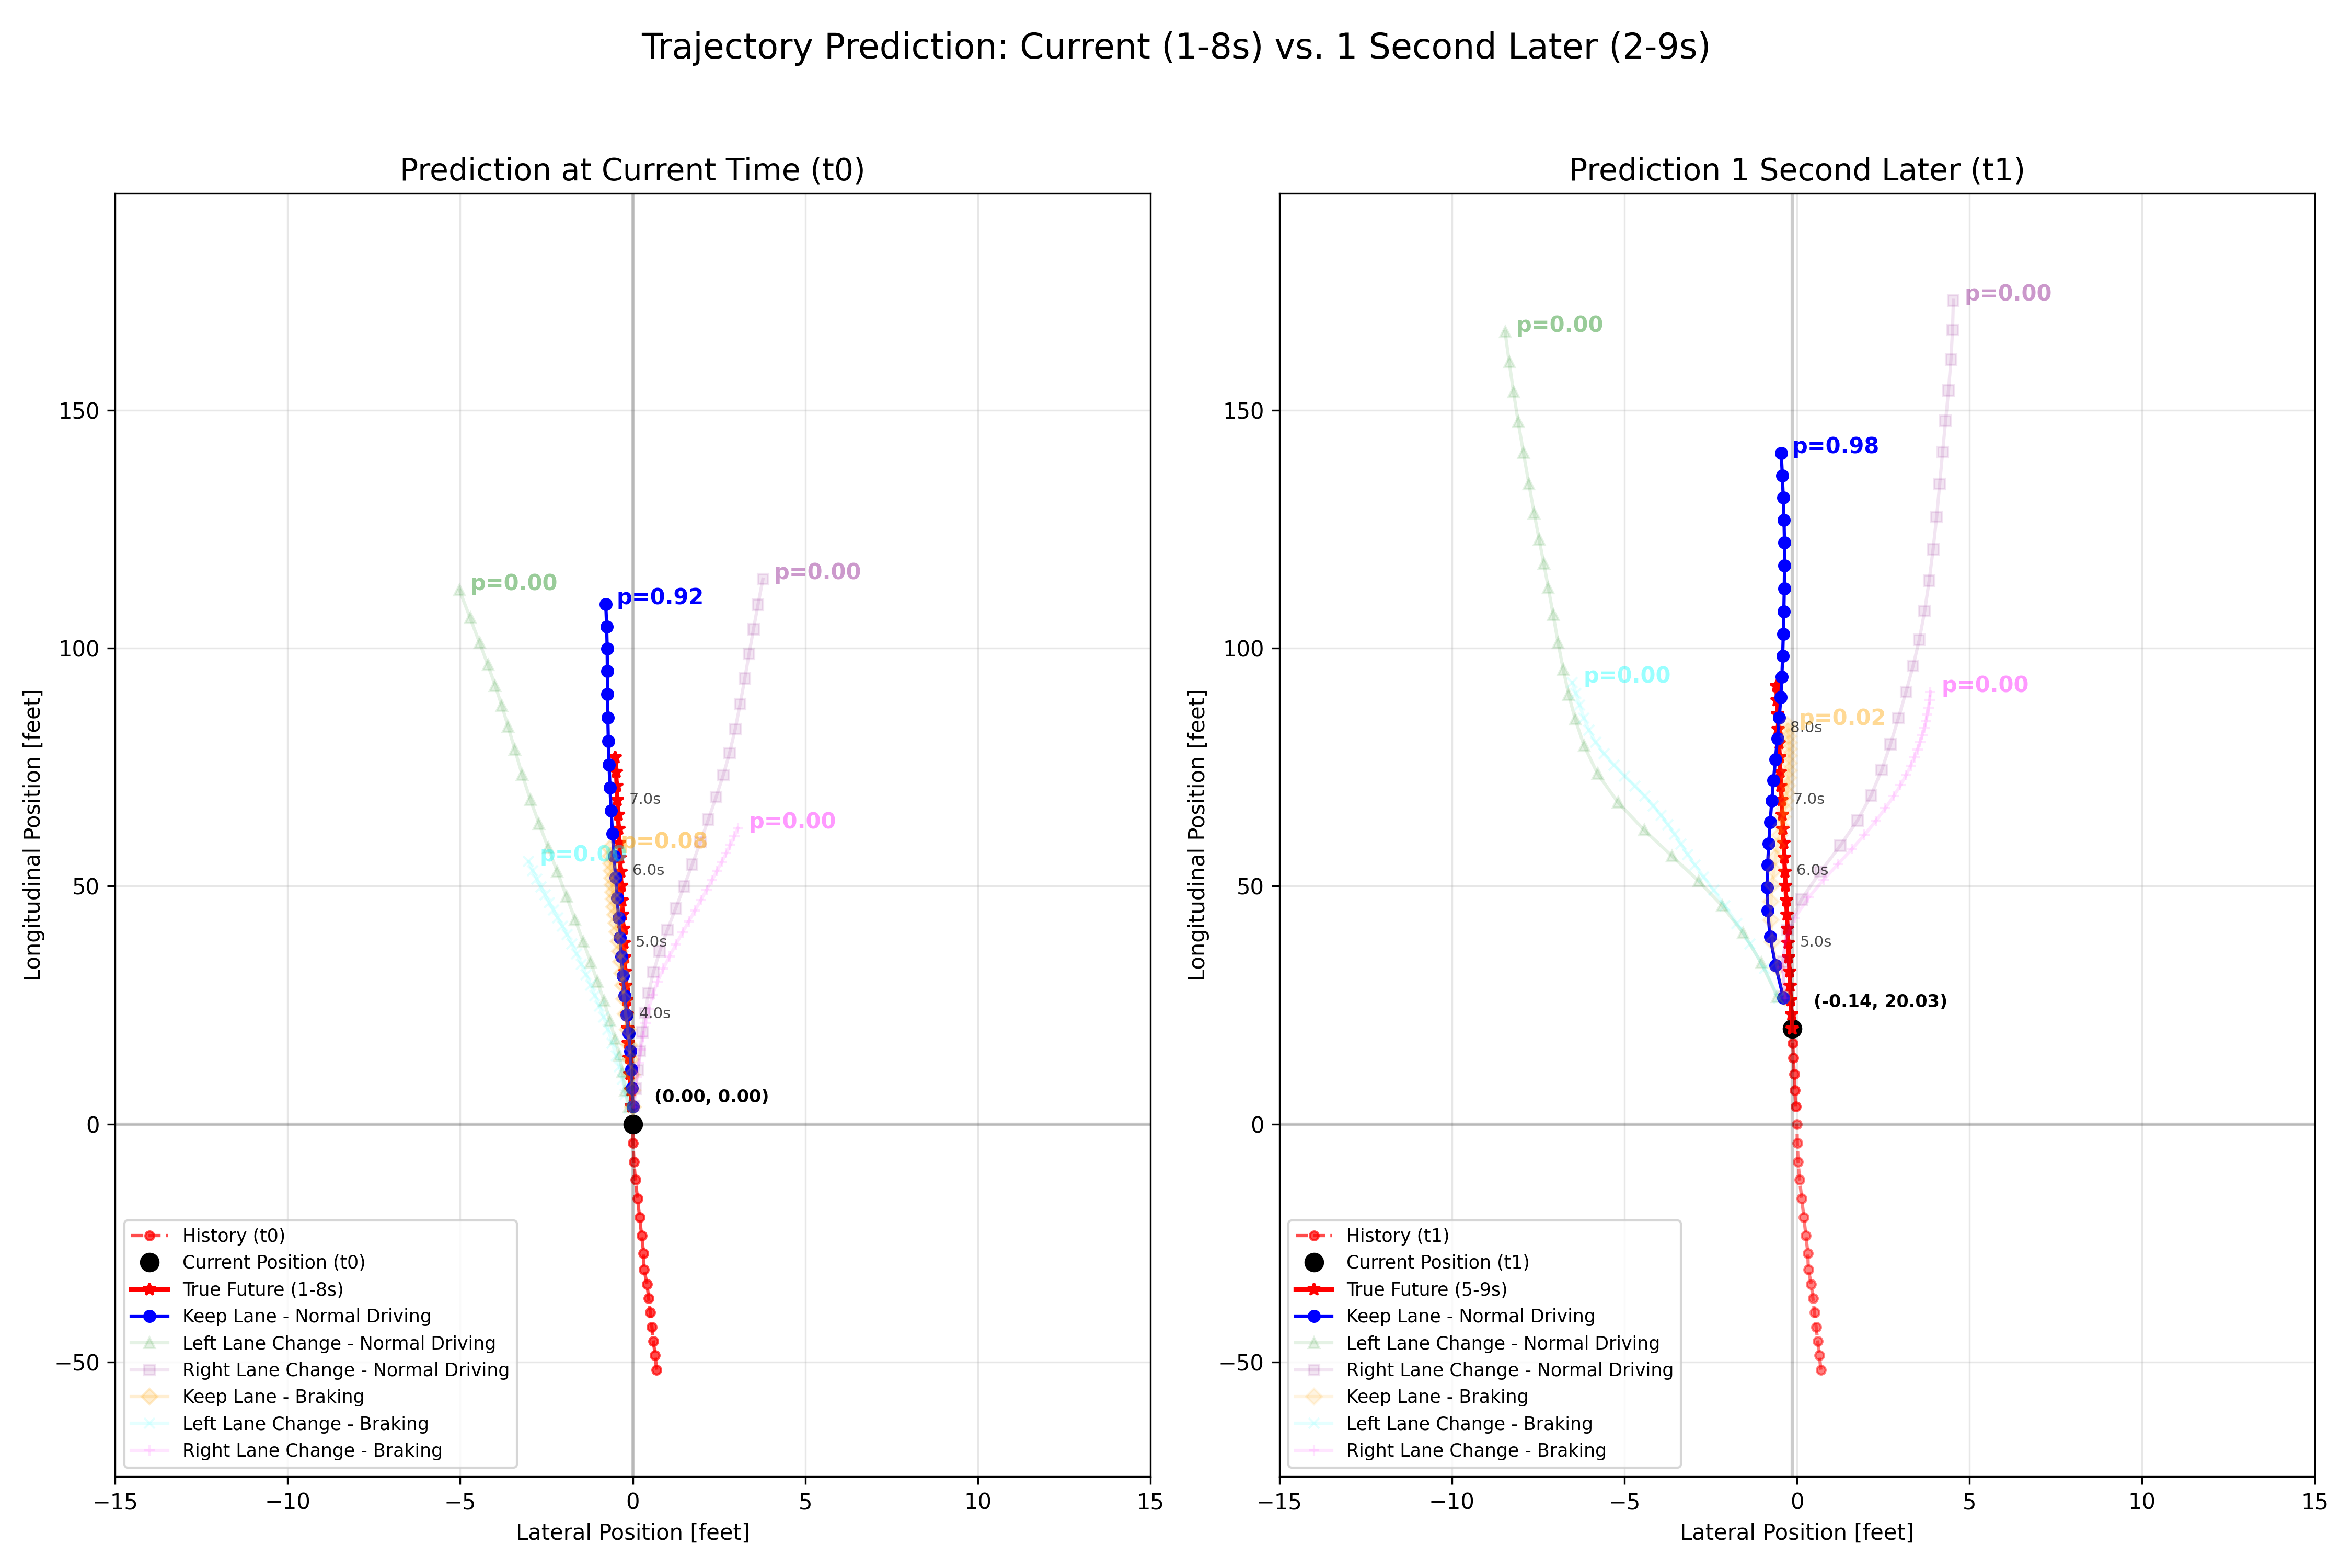 Trajectory Prediction: Current (1-8s) vs. 1 Second Later (2-9s)
Prediction at Current Time (t0)
Longitudinal Position [feet]
150
100
50
0
−50
p=0.00
p=0.92
p=0.00
7.0s
p=0.08
p=0.00
p=0.0
6.0s
5.0s
4.0s
(0.00, 0.00)
History (t0)
Current Position (t0)
True Future (1-8s)
Keep Lane - Normal Driving
Left Lane Change - Normal Driving
Right Lane Change - Normal Driving
Keep Lane - Braking
Left Lane Change - Braking
Right Lane Change - Braking
−15 −10 −5 0 5 10 15
Lateral Position [feet]
Prediction 1 Second Later (t1)
Longitudinal Position [feet]
150
100
50
0
−50
p=0.00
p=0.00
p=0.98
p=0.00
p=0.00
p=0.02
8.0s
7.0s
6.0s
5.0s
(-0.14, 20.03)
History (t1)
Current Position (t1)
True Future (5-9s)
Keep Lane - Normal Driving
Left Lane Change - Normal Driving
Right Lane Change - Normal Driving
Keep Lane - Braking
Left Lane Change - Braking
Right Lane Change - Braking
−15 −10 −5 0 5 10 15
Lateral Position [feet]